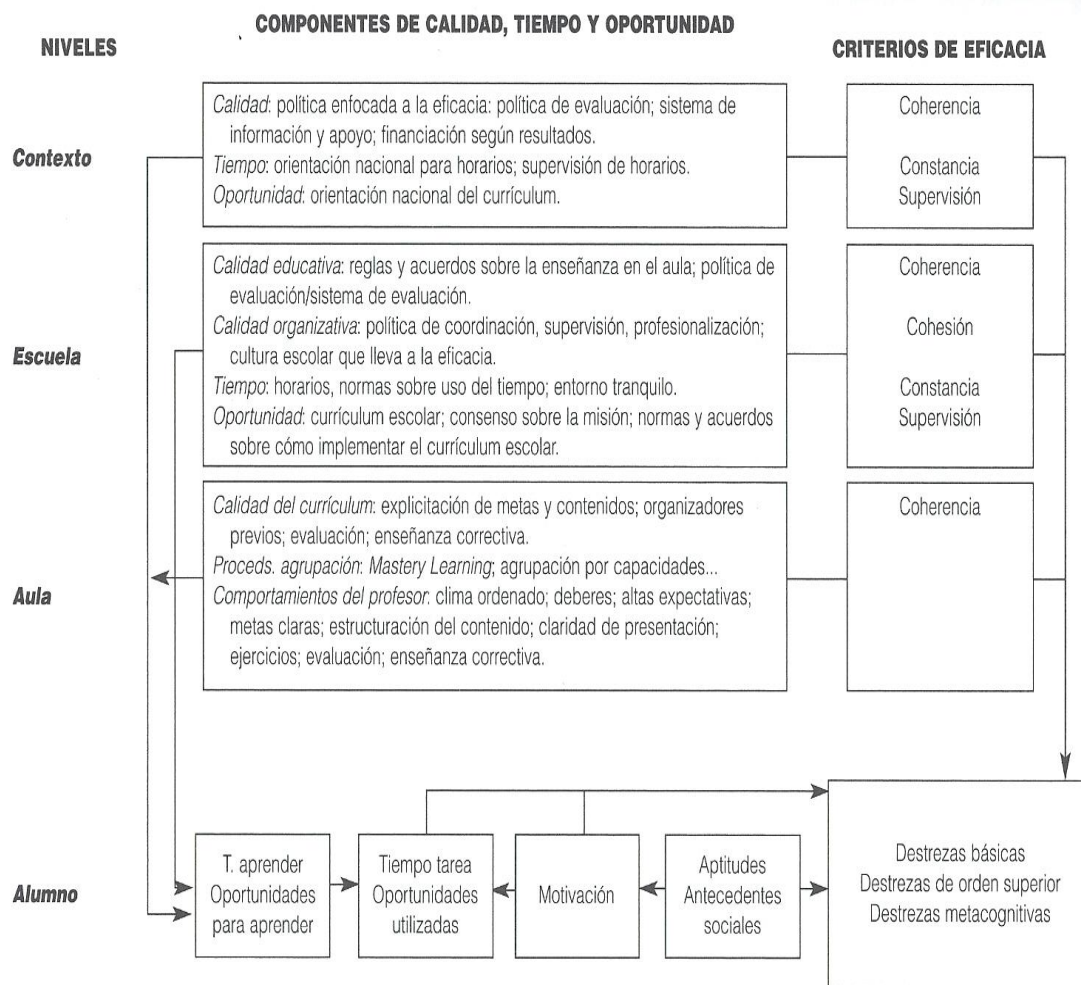 COMPONENTES DE CALIDAD, TIEMPO Y OPORTUNIDAD
NIVELES
CRITERIOS DE EFICACIA
Contexto
Calidad: política enfocada a la eficacia: política de evaluación; sistema de
información y apoyo; financiación según resultados.
Tiempo: orientación nacional para horarios; supervisión de horarios.
Oportunidad: orientación nacional del currículum.
Coherencia
Constancia
Supervisión
Escuela
Calidad educativa: reglas y acuerdos sobre la enseñanza en el aula; política de
evaluación/sistema de evaluación.
Calidad organizativa: política de coordinación, supervisión, profesionalización;
cultura escolar que lleva a la eficacia.
Tiempo: horarios, normas sobre uso del tiempo; entorno tranquilo.
Oportunidad: currículum escolar; consenso sobre la misión; normas y acuerdos
sobre cómo implementar el currículum escolar.
Coherencia
Cohesión
Constancia
Supervisión
Aula
Calidad del currículum: explicitación de metas y contenidos; organizadores
previos; evaluación; enseñanza correctiva.
Proceds. agrupación: Mastery Learning; agrupación por capacidades...
Comportamientos del profesor: clima ordenado; deberes; altas expectativas;
metas claras; estructuración del contenido; claridad de presentación;
ejercicios; evaluación; enseñanza correctiva.
Coherencia
Alumno
T. aprender
Oportunidades
para aprender
Tiempo tarea
Oportunidades
utilizadas
Motivación
Aptitudes
Antecedentes
sociales
Destrezas básicas
Destrezas de orden superior
Destrezas metacognitivas